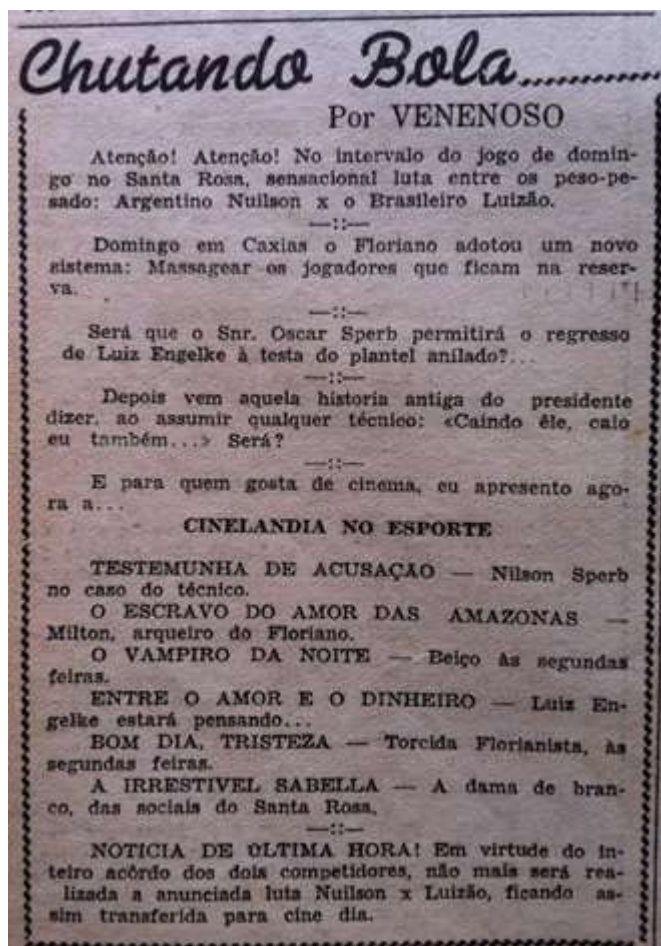 Chutando Bola............
Por VENENOSO
Atenção! Atenção! No intervalo do jogo de domin-
go no Santa Rosa, sensacional luta entre os peso-pe-
sado: Argentino Nuilson x o Brasileiro Luizão.
—::—
Domingo em Caxias o Floriano adotou um novo
sistema: Massagear os jogadores que ficam na reser-
va.
—::—
Será que o Snr. Oscar Sperb permitirá o regresso
de Luiz Engelke à testa do plantel anilado?...
—::—
Depois vem aquela historia antiga do presidente
dizer, ao assumir qualquer técnico: «Caindo êle, caio
eu também...» Será?
—::—
E para quem gosta de cinema, eu apresento ago-
ra a...
CINELANDIA NO ESPORTE
TESTEMUNHA DE ACUSAÇÃO — Nilson Sperb
no caso do técnico.
O ESCRAVO DO AMOR DAS AMAZONAS —
Milton, arqueiro do Floriano.
O VAMPIRO DA NOITE — Beiço às segundas
feiras.
ENTRE O AMOR E O DINHEIRO — Luiz En-
gelke estará pensando...
BOM DIA, TRISTEZA — Torcida Florianista, às
segundas feiras.
A IRRESTIVEL SABELLA — A dama de bran-
co, das sociais do Santa Rosa.
—::—
NOTICIA DE ÚLTIMA HORA! Em virtude do in-
teiro acôrdo dos dois competidores, não mais será rea-
lizada a anunciada luta Nuilson x Luizão, ficando as-
sim transferida para cine dia.